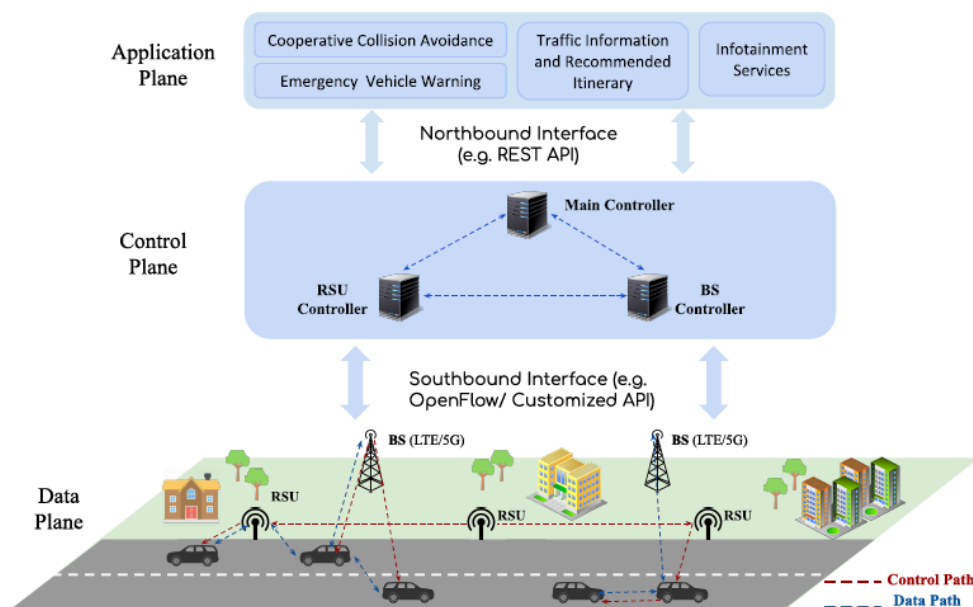 Application
Plane
Cooperative Collision Avoidance
Emergency Vehicle Warning
Traffic Information
and Recommended
Itinerary
Infotainment
Services
Northbound Interface
(e.g. REST API)
Control
Plane
Main Controller
RSU
Controller
BS
Controller
Southbound Interface (e.g.
OpenFlow/ Customized API)
Data
Plane
BS (LTE/5G)
BS (LTE/5G)
RSU
RSU
RSU
Control Path
Data Path